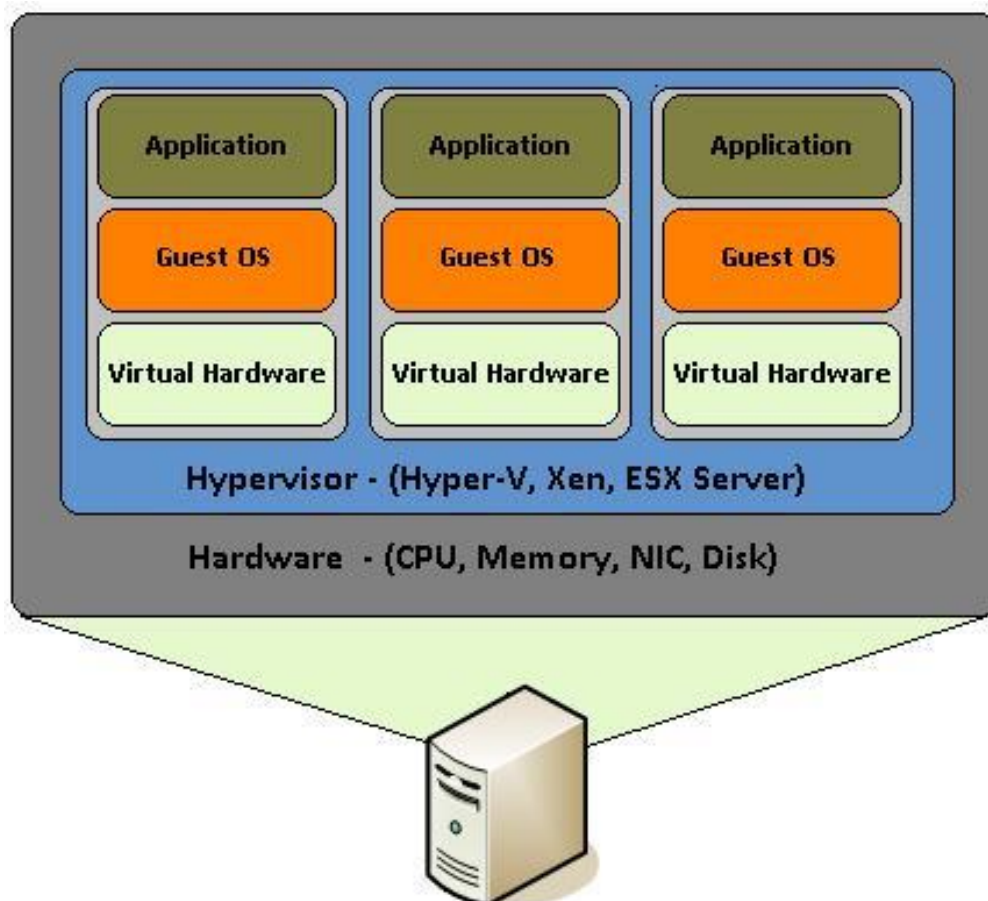 Application Application Application
Guest OS Guest OS Guest OS
Virtual Hardware Virtual Hardware Virtual Hardware
Hypervisor - (Hyper-V, Xen, ESX Server)
Hardware - (CPU, Memory, NIC, Disk)